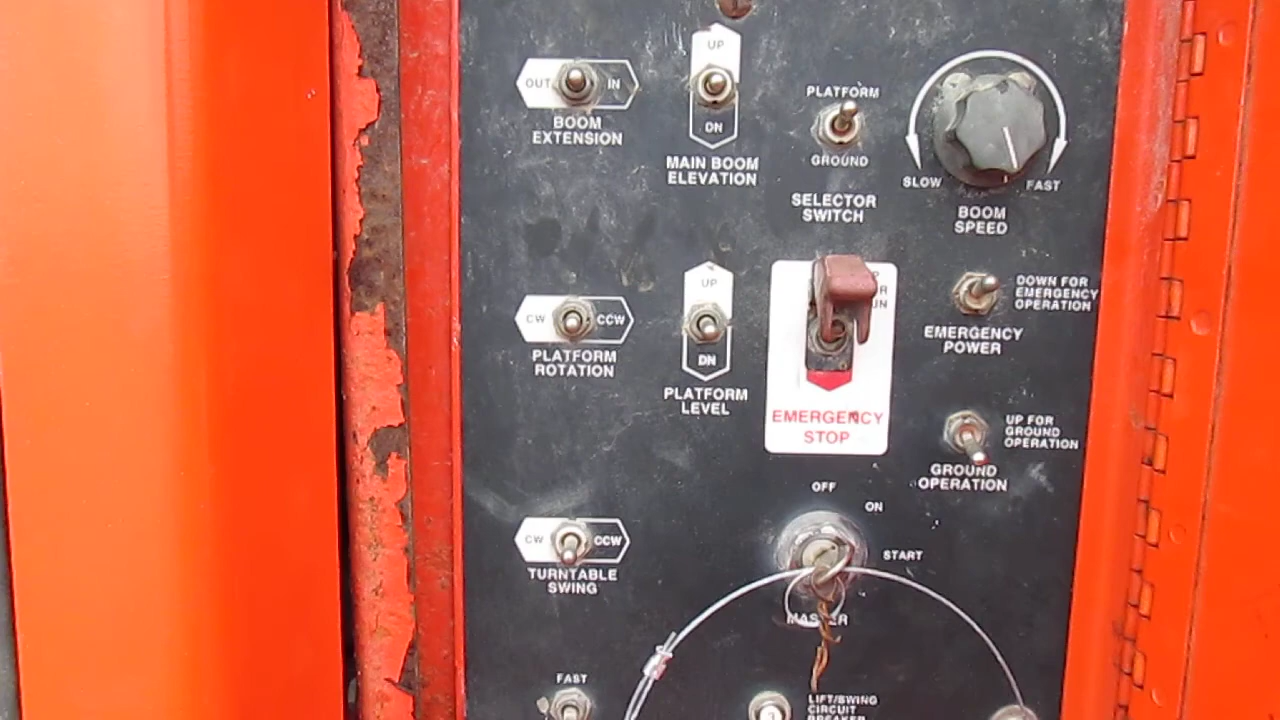 OUT
IN
BOOM
EXTENSION
UP
DN
MAIN BOOM
ELEVATION
PLATFORM
GROUND
SELECTOR
SWITCH
SLOW
FAST
BOOM
SPEED
CW
CCW
PLATFORM
ROTATION
UP
DN
PLATFORM
LEVEL
EMERGENCY
STOP
DOWN FOR
EMERGENCY
OPERATION
EMERGENCY
POWER
UP FOR
GROUND
OPERATION
GROUND
OPERATION
CW
CCW
TURNTABLE
SWING
OFF
ON
START
MASTER
FAST
LIFT/SWING
CIRCUIT
BREAKER